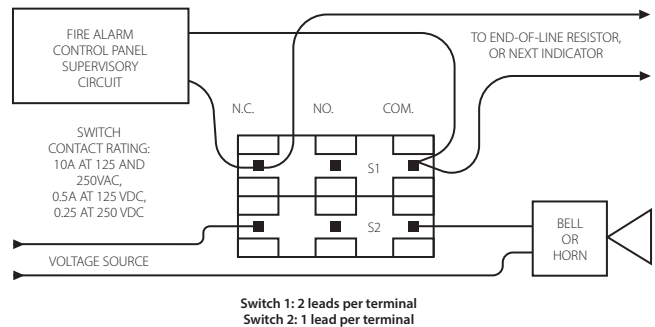 FIRE ALARM
CONTROL PANEL
SUPERVISORY
CIRCUIT
TO END-OF-LINE RESISTOR,
OR NEXT INDICATOR
N.C.
NO.
COM.
SWITCH
CONTACT RATING:
10A AT 125 AND
250VAC,
0.5A AT 125 VDC,
0.25 AT 250 VDC
S1
S2
BELL
OR
HORN
VOLTAGE SOURCE
Switch 1: 2 leads per terminal
Switch 2: 1 lead per terminal